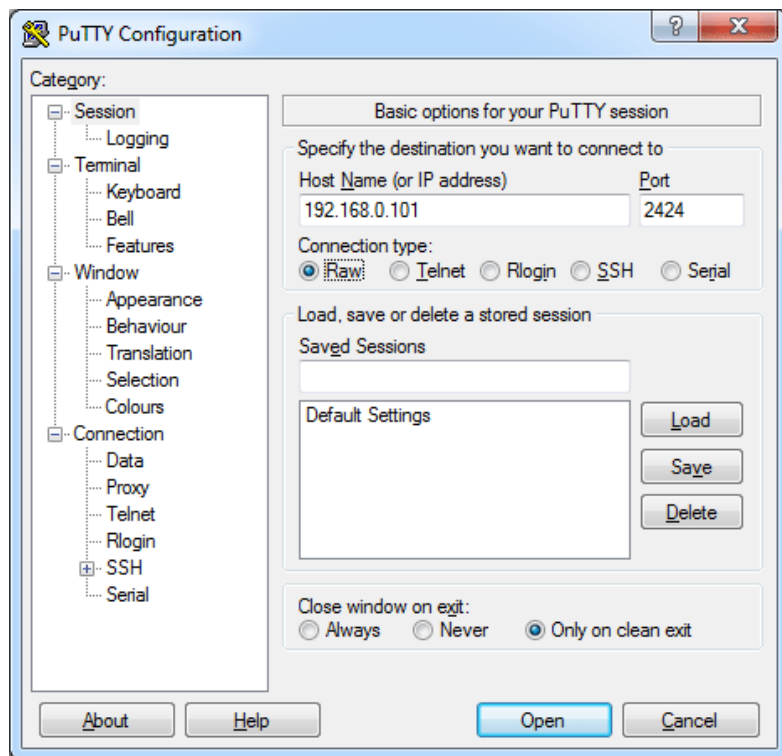 PuTTY Configuration
Category:
Session
Logging
Terminal
Keyboard
Bell
Features
Window
Appearance
Behaviour
Translation
Selection
Colours
Connection
Data
Proxy
Telnet
Rlogin
SSH
Serial
Basic options for your PuTTY session
Specify the destination you want to connect to
Host Name (or IP address) Port
192.168.0.101 2424
Connection type:
Raw Telnet Rlogin SSH Serial
Load, save or delete a stored session
Saved Sessions
Default Settings
Load
Save
Delete
Close window on exit:
Always Never Only on clean exit
About Help Open Cancel